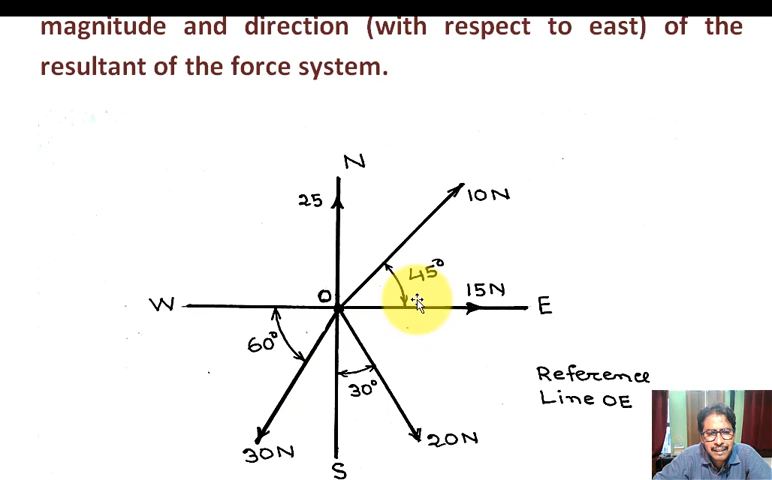 magnitude and direction (with respect to east) of the
resultant of the force system.
N
25
10N
45°
O
15N
W
E
60°
30°
Reference
Line OE
30N
20N
S